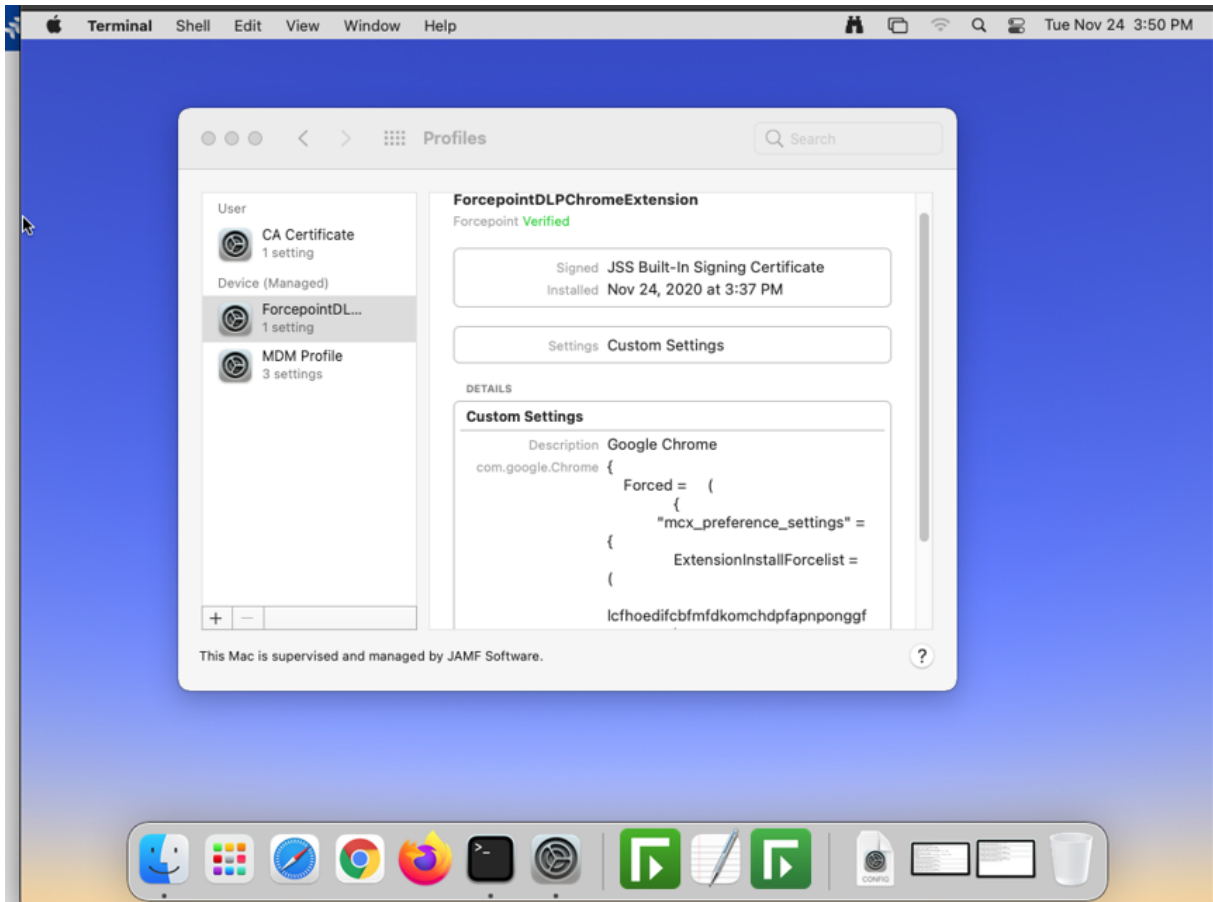 Terminal Shell Edit View Window Help Tue Nov 24 3:50 PM
Profiles
Search
User
CA Certificate
1 setting
Device (Managed)
ForcepointDL...
1 setting
MDM Profile
3 settings
ForcepointDLPChromeExtension
Forcepoint Verified
Signed JSS Built-In Signing Certificate
Installed Nov 24, 2020 at 3:37 PM
Settings Custom Settings
DETAILS
Custom Settings
Description Google Chrome
com.google.Chrome {
Forced = (
{
"mcx_preference_settings" =
{
ExtensionInstallForcelist =
(
lcfhoedifcbfmfdkomchdpfapnponggf
+ −
This Mac is supervised and managed by JAMF Software.
?
>_
CONFIG